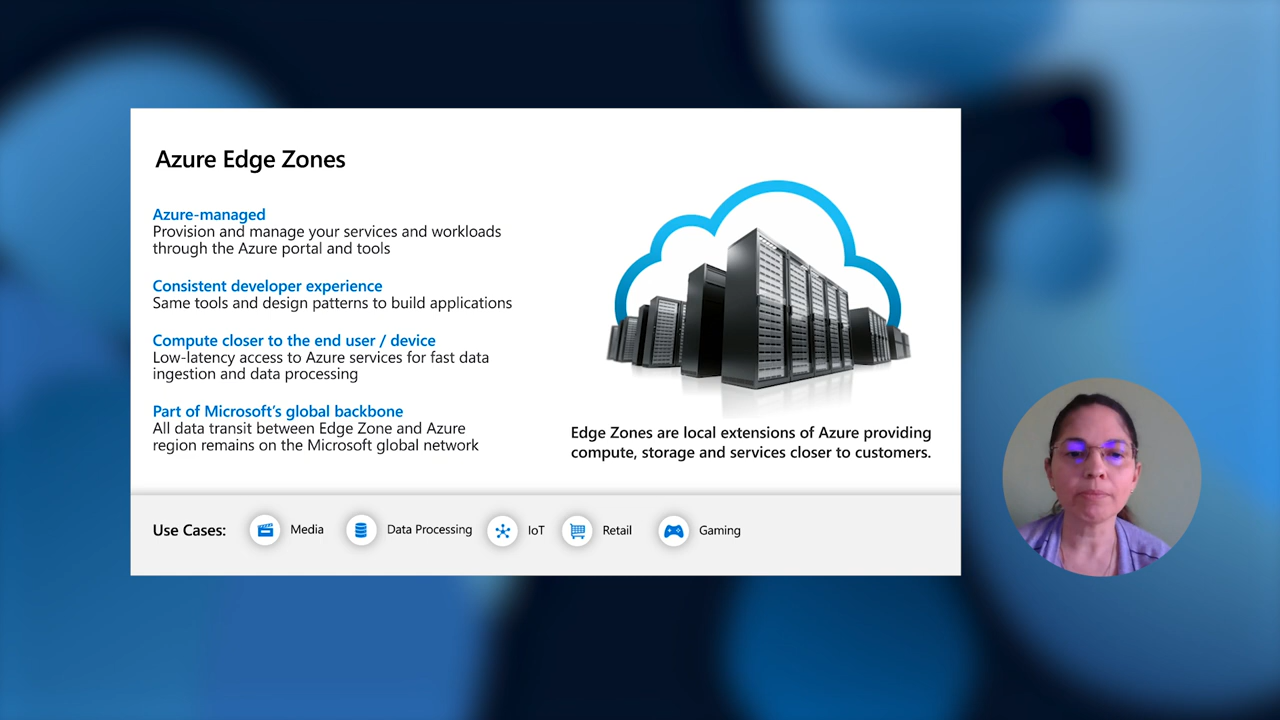 Azure Edge Zones
Azure-managed
Provision and manage your services and workloads
through the Azure portal and tools
Consistent developer experience
Same tools and design patterns to build applications
Compute closer to the end user / device
Low-latency access to Azure services for fast data
ingestion and data processing
Part of Microsoft's global backbone
All data transit between Edge Zone and Azure
region remains on the Microsoft global network
Edge Zones are local extensions of Azure providing
compute, storage and services closer to customers.
Use Cases: Media Data Processing IoT Retail Gaming